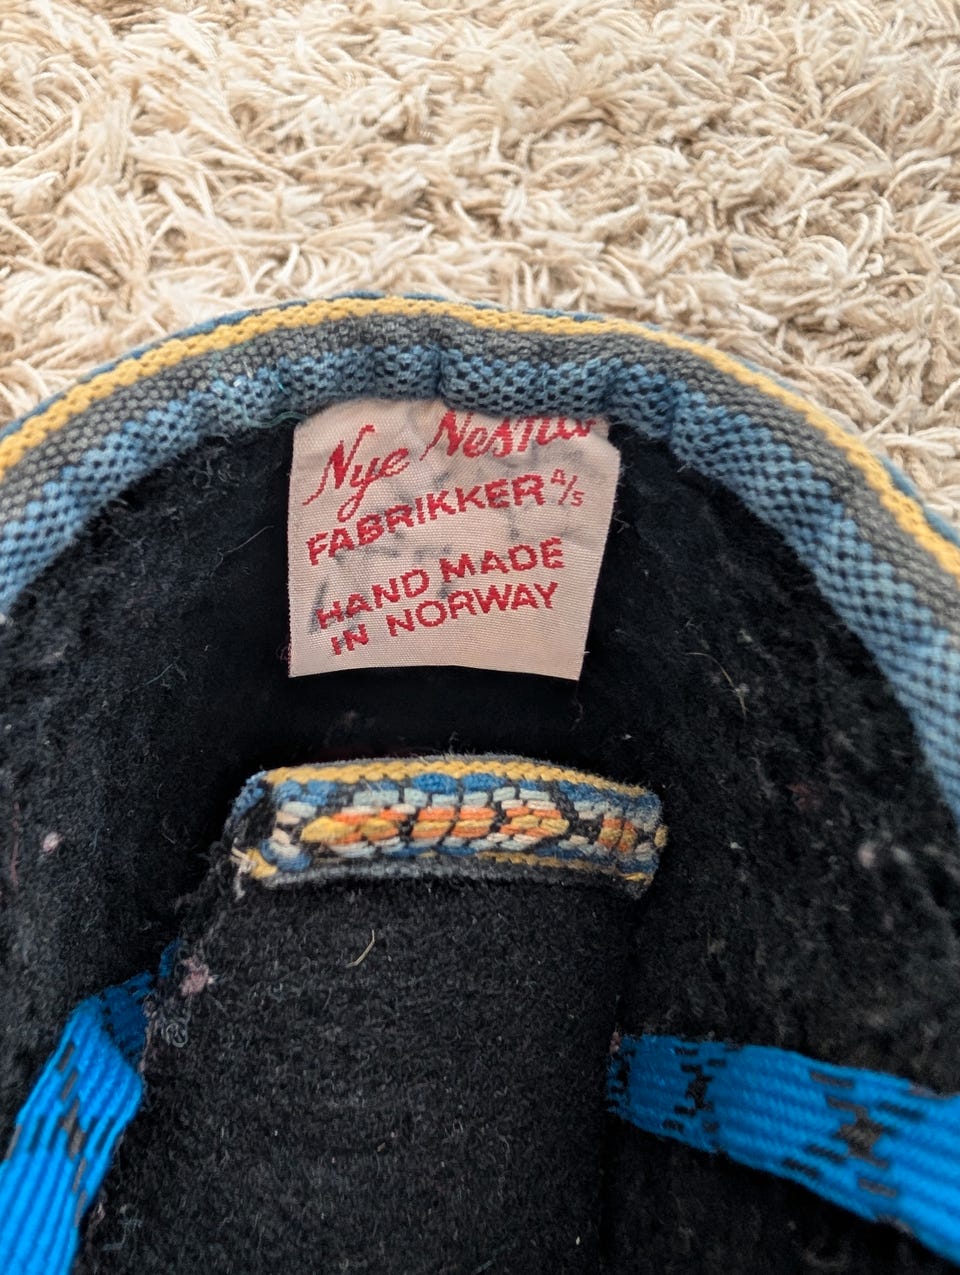 Nye Nesna
FABRIKKER A/S
HAND MADE
IN NORWAY